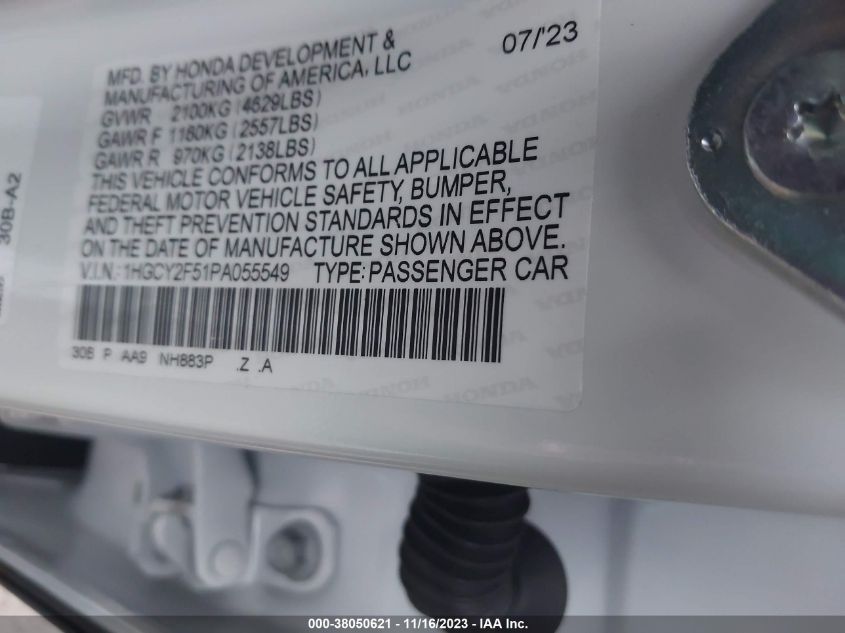 07/'23
MFD. BY HONDA DEVELOPMENT &
MANUFACTURING OF AMERICA, LLC
GVWR 2100KG (4629LBS)
GAWR F 1160KG (2557LBS)
GAWR R 970KG (2138LBS)
THIS VEHICLE CONFORMS TO ALL APPLICABLE
FEDERAL MOTOR VEHICLE SAFETY, BUMPER,
AND THEFT PREVENTION STANDARDS IN EFFECT
ON THE DATE OF MANUFACTURE SHOWN ABOVE.
V.I.N.: 1HGCY2F51PA055549 TYPE: PASSENGER CAR
30B P AA9 NH883P .Z .A
30B-A2
HONDA
000-38050621 - 11/16/2023 - IAA Inc.